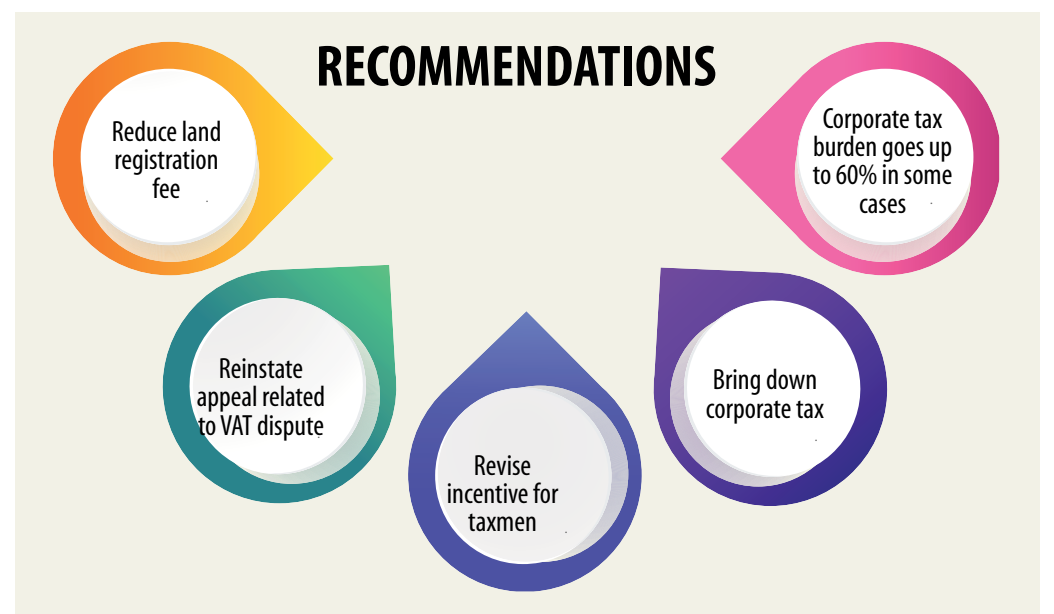 RECOMMENDATIONS
Reduce land
registration
fee
Reinstate
appeal related
to VAT dispute
Revise
incentive for
taxmen
Bring down
corporate tax
Corporate tax
burden goes up
to 60% in some
cases